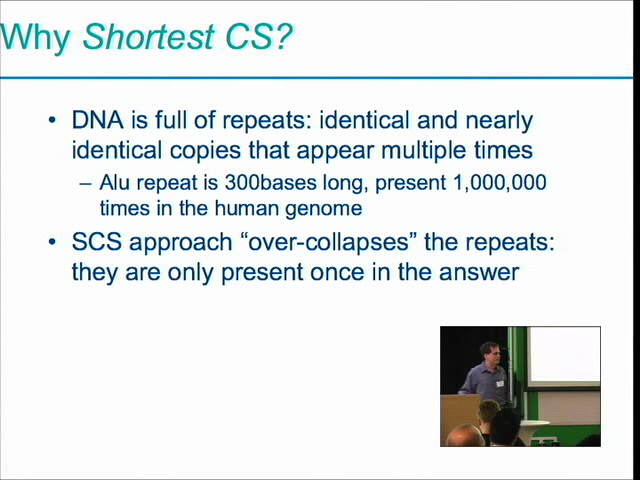 Why Shortest CS?
• DNA is full of repeats: identical and nearly
identical copies that appear multiple times
– Alu repeat is 300bases long, present 1,000,000
times in the human genome
• SCS approach “over-collapses” the repeats:
they are only present once in the answer